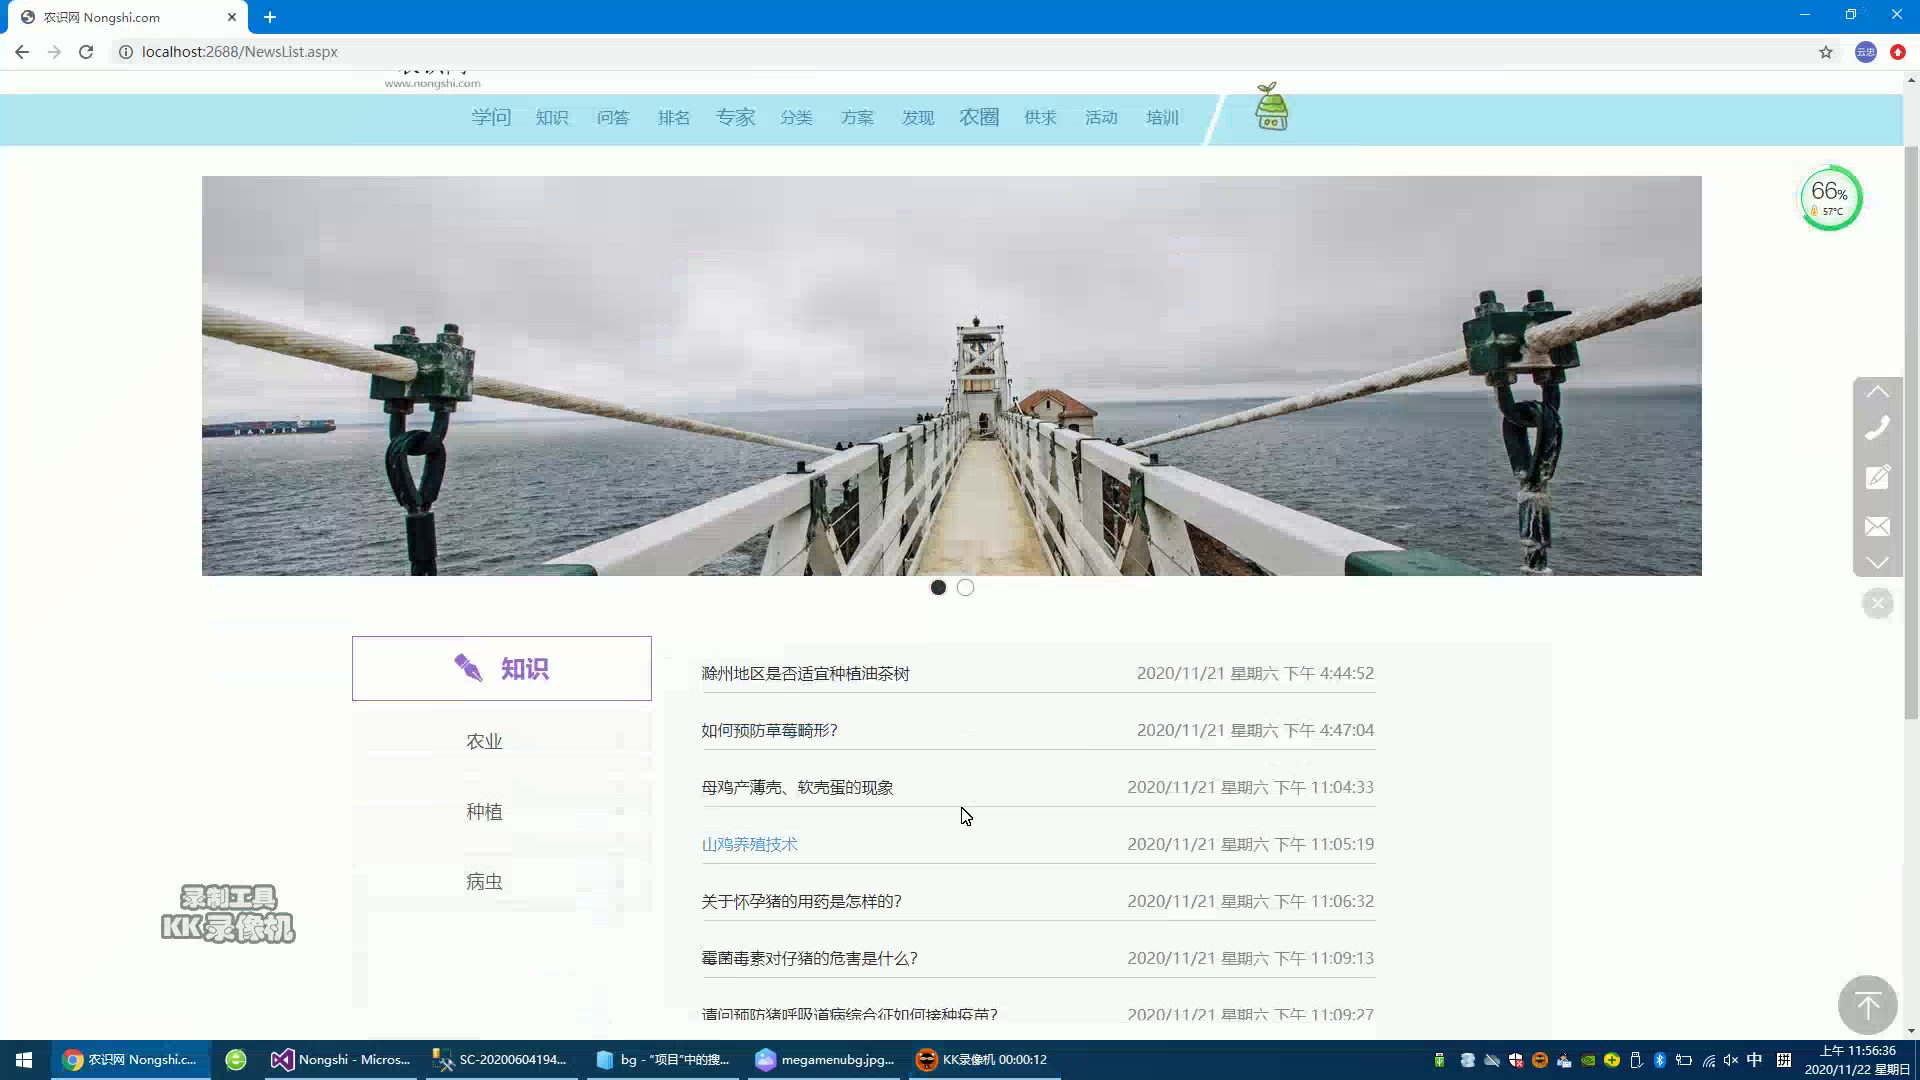 农识网 Nongshi.com
localhost:2688/NewsList.aspx
云忠
www.nongshi.com
学问 知识 问答 排名 专家 分类 方案 发现 农圈 供求 活动 培训
66%
57°C
HANJIN
知识
农业
种植
病虫
滁州地区是否适宜种植油茶树 2020/11/21 星期六 下午 4:44:52
如何预防草莓畸形? 2020/11/21 星期六 下午 4:47:04
母鸡产薄壳、软壳蛋的现象 2020/11/21 星期六 下午 11:04:33
山鸡养殖技术 2020/11/21 星期六 下午 11:05:19
关于怀孕猪的用药是怎样的? 2020/11/21 星期六 下午 11:06:32
霉菌毒素对仔猪的危害是什么? 2020/11/21 星期六 下午 11:09:13
请问预防猪呼吸道病综合征如何接种疫苗? 2020/11/21 星期六 下午 11:09:27
录制工具
KK录像机
农识网 Nongshi.c... Nongshi - Micros... SC-20200604194... bg - "项目"中的搜... megamenubg.jpg... KK录像机 00:00:12
中 拼
上午 11:56:36
2020/11/22 星期日